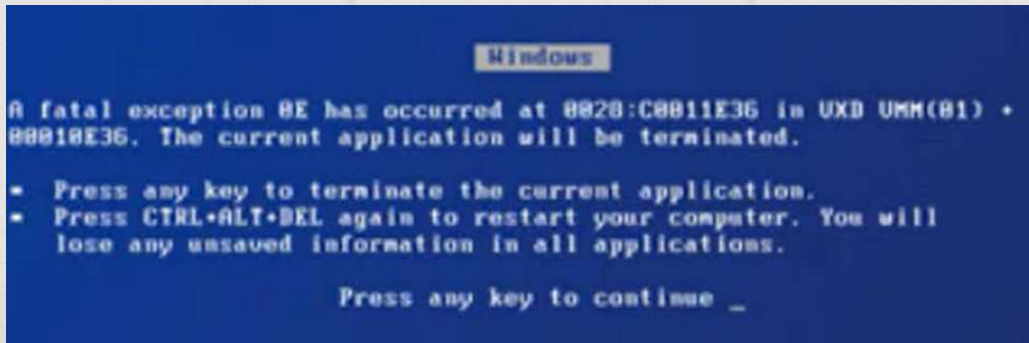 Windows
A fatal exception 0E has occurred at 0028:C0011E36 in VXD VMM(01) +
00010E36. The current application will be terminated.
- Press any key to terminate the current application.
- Press CTRL+ALT+DEL again to restart your computer. You will
lose any unsaved information in all applications.
Press any key to continue _